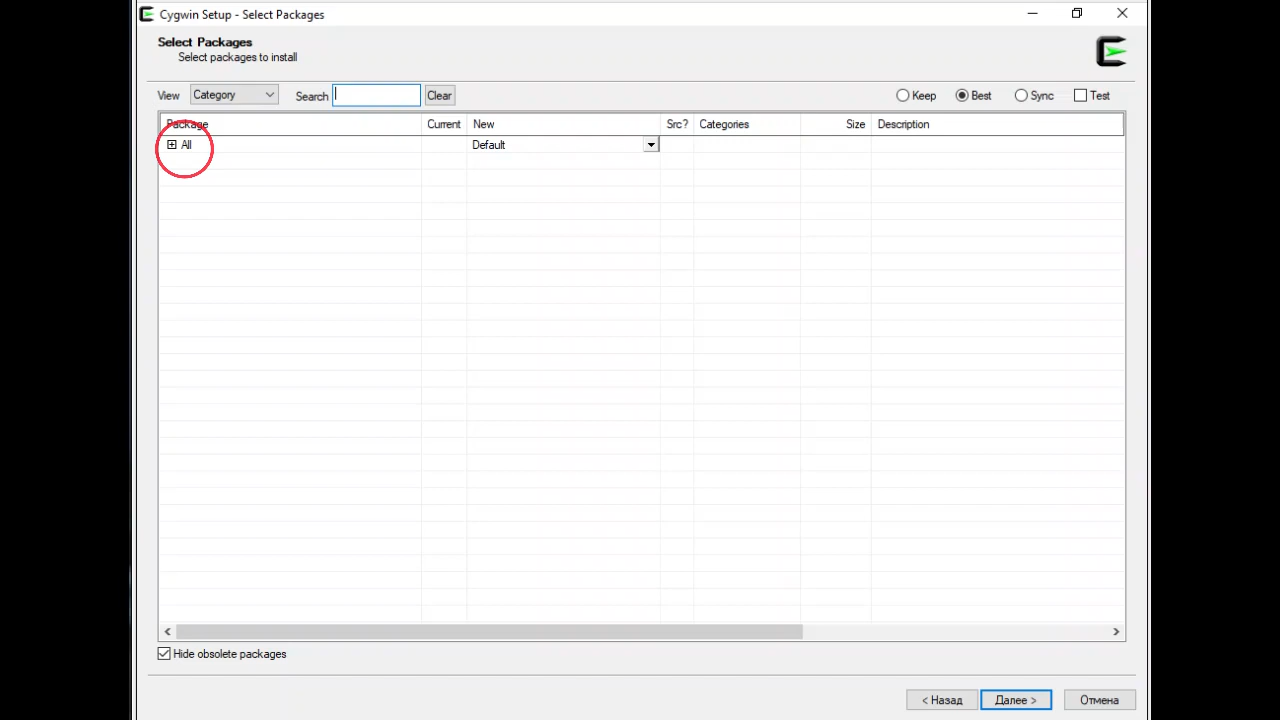 Cygwin Setup - Select Packages
Select Packages
Select packages to install
View Category Search Clear Keep Best Sync Test
Package Current New Src? Categories Size Description
All Default
Hide obsolete packages
< Назад Далее > Отмена